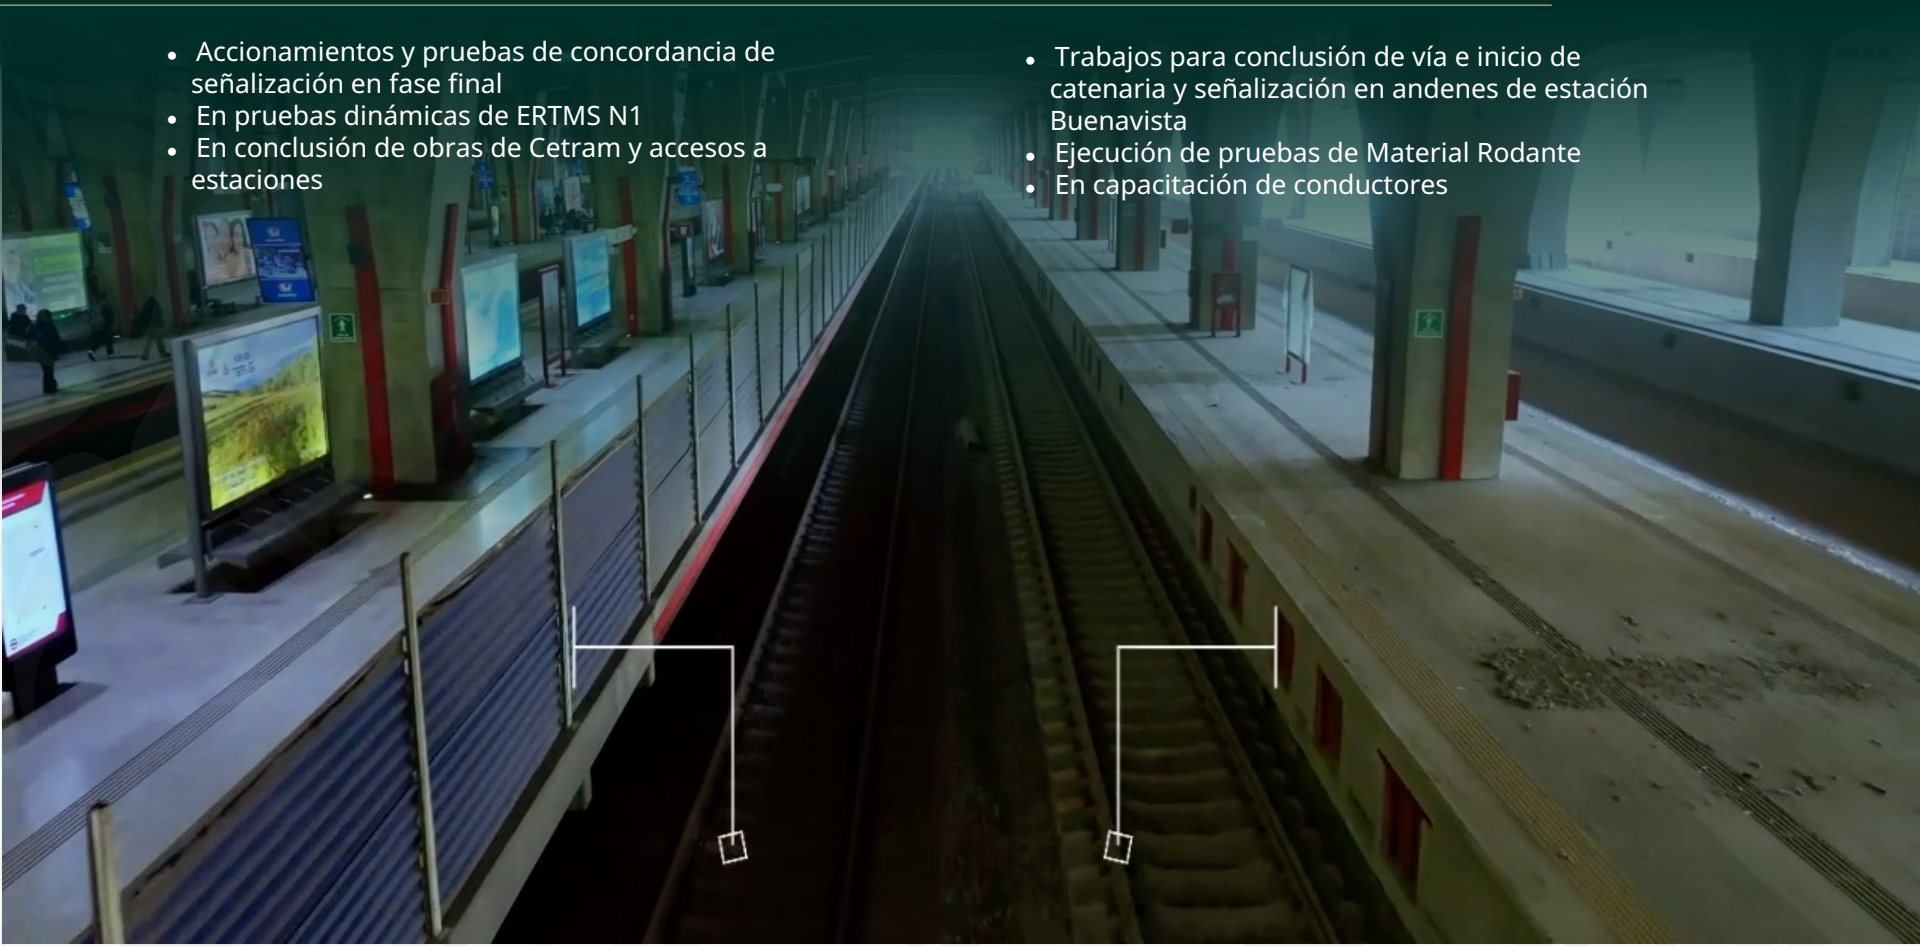 • Accionamientos y pruebas de concordancia de
señalización en fase final
• En pruebas dinámicas de ERTMS N1
• En conclusión de obras de Cetram y accesos a
estaciones
• Trabajos para conclusión de vía e inicio de
catenaria y señalización en andenes de estación
Buenavista
• Ejecución de pruebas de Material Rodante
• En capacitación de conductores